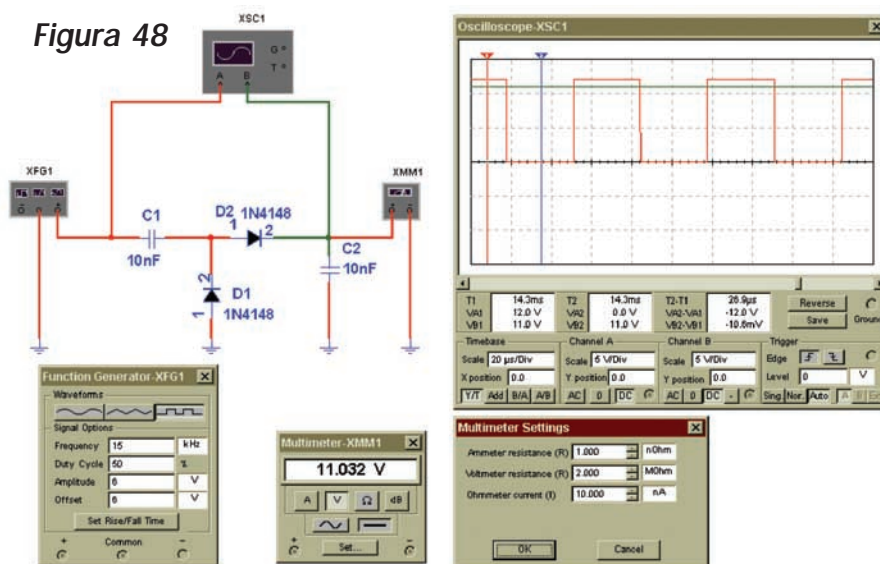 Figura 48
XSC1
G
T
A B
XFG1
XMM1
C1
10nF
D2 1N4148
1
2
C2
10nF
2
1
D1
1N4148
Function Generator-XFG1
Waveforms
Signal Options
Frequency 15 kHz
Duty Cycle 50 %
Amplitude 6 V
Offset 6 V
Set Rise/Fall Time
+ Common −
Multimeter-XMM1
11.032 V
A V Ω dB
+ Set... −
Oscilloscope-XSC1
1 2
T1 14.3ms T2 14.3ms T2-T1 26.9µs
VA1 12.0 V VA2 0.0 V VA2-VA1 -12.0 V
VB1 11.0 V VB2 11.0 V VB2-VB1 -10.6mV
Reverse
Save
Ground
Timebase
Scale 20 µs/Div
X position 0.0
Y/T Add B/A A/B
Channel A
Scale 5 V/Div
Y position 0.0
AC 0 DC
Channel B
Scale 5 V/Div
Y position 0.0
AC 0 DC -
Trigger
Edge
Level 0 V
Sing. Nor. Auto A B
Multimeter Settings
Ammeter resistance (R) 1.000 nOhm
Voltmeter resistance (R) 2.000 MOhm
Ohmmeter current (I) 10.000 nA
OK Cancel